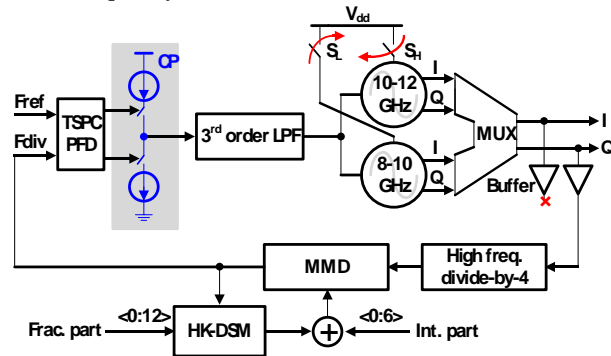 Vdd
SL
SH
CP
10-12
GHz
I
Q
Fref
Fdiv
TSPC
PFD
3rd order LPF
MUX
I
Q
8-10
GHz
I
Q
Buffer
MMD
High freq.
divide-by-4
<0:12>
<0:6>
Frac. part
HK-DSM
+
Int. part